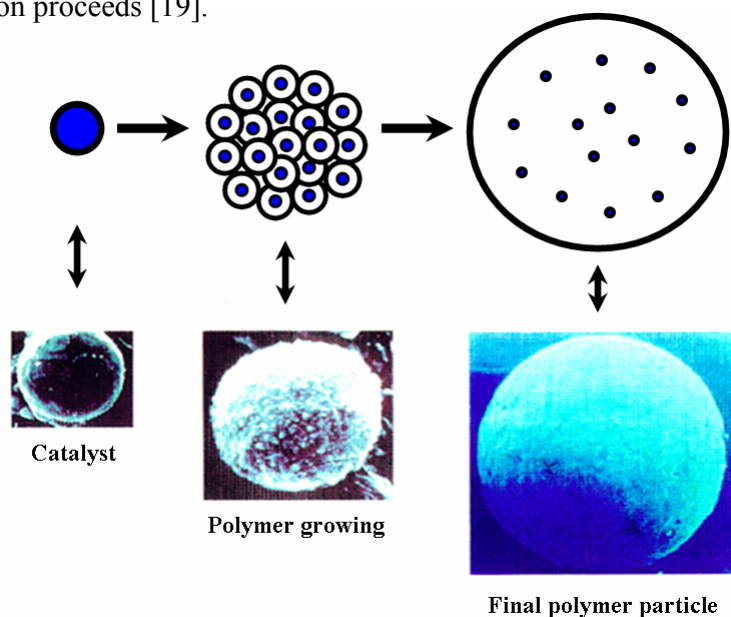 on proceeds [19].
Catalyst
Polymer growing
Final polymer particle